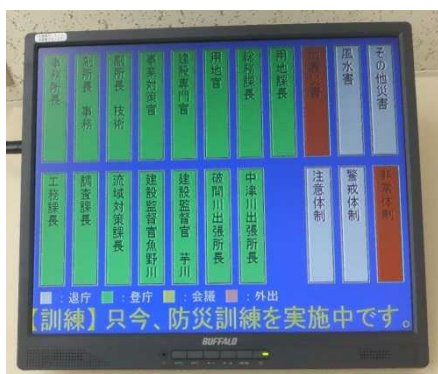 事務所長
副所長 事務
副所長 技術
事業対策官
建設専門官
用地官
総務課長
用地課長
地震災害
風水害
その他災害
工務課長
調査課長
流域対策課長
建設監督官魚野川
建設監督官 芋川
破間川出張所長
中津川出張所長
注意体制
警戒体制
非常体制
：退庁 ：登庁 ：会議 ：外出
【訓練】只今、防災訓練を実施中です。
BUFFALO